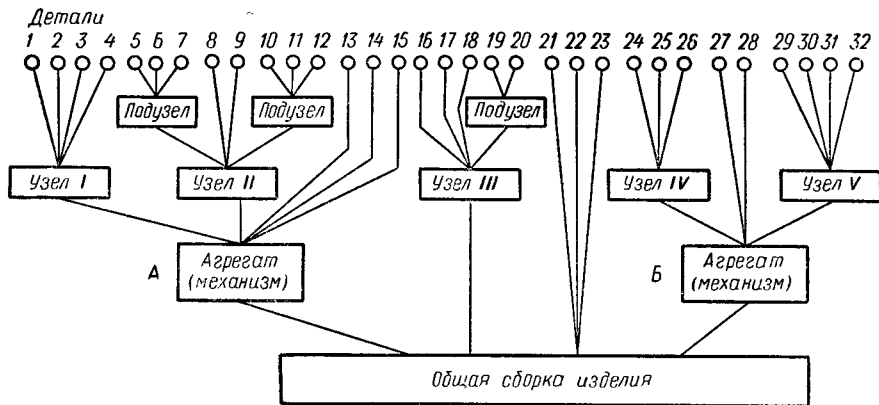 Детали
1 2 3 4 5 6 7 8 9 10 11 12 13 14 15 16 17 18 19 20 21 22 23 24 25 26 27 28 29 30 31 32
Подузел Подузел Подузел
Узел I Узел II Узел III Узел IV Узел V
А Агрегат Б Агрегат
(механизм) (механизм)
Общая сборка изделия